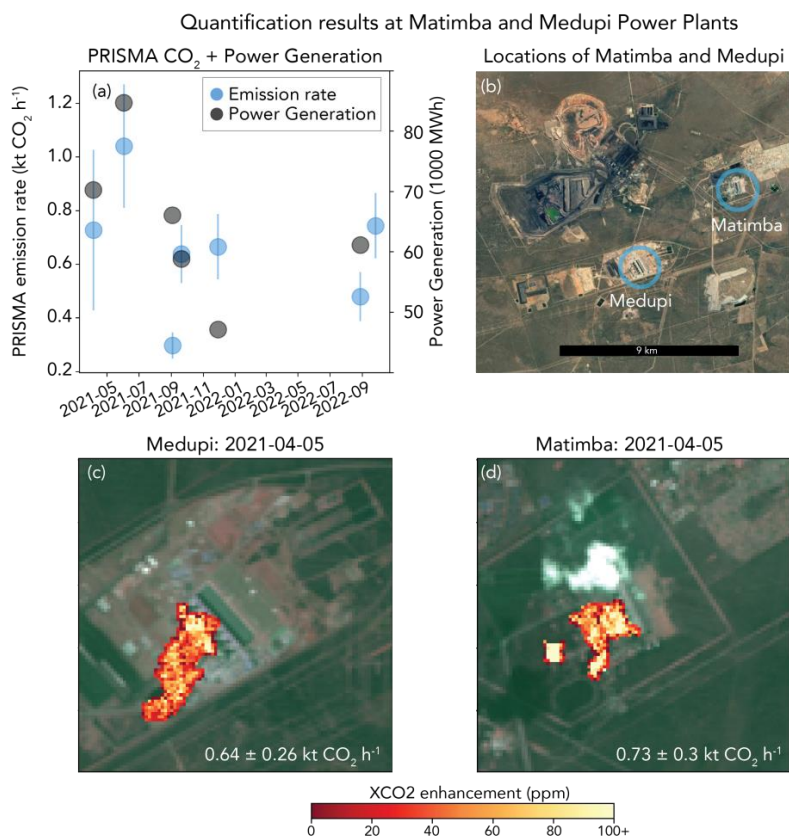 Quantification results at Matimba and Medupi Power Plants
PRISMA CO₂ + Power Generation
(a)
Emission rate
Power Generation
PRISMA emission rate (kt CO₂ h⁻¹)
1.2
1.0
0.8
0.6
0.4
0.2
Power Generation (1000 MWh)
80
70
60
50
2021-05
2021-07
2021-09
2021-11
2022-01
2022-03
2022-05
2022-07
2022-09
Locations of Matimba and Medupi
(b)
Matimba
Medupi
9 km
Medupi: 2021-04-05
(c)
0.64 ± 0.26 kt CO₂ h⁻¹
Matimba: 2021-04-05
(d)
0.73 ± 0.3 kt CO₂ h⁻¹
XCO2 enhancement (ppm)
0 20 40 60 80 100+